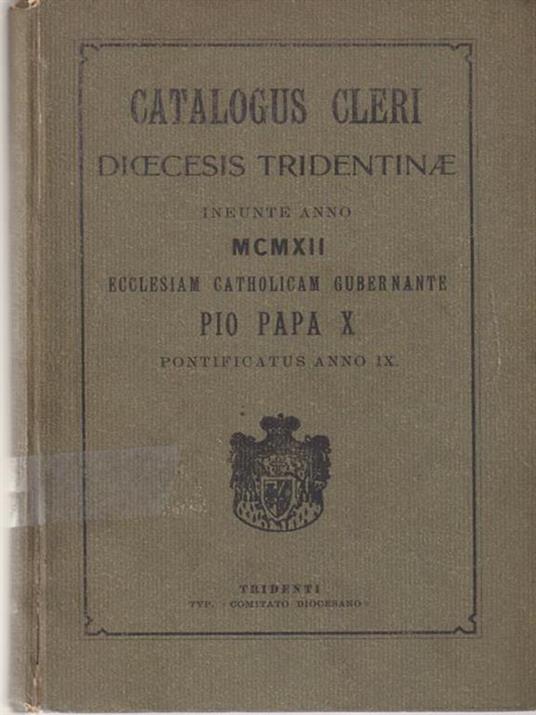 CATALOGUS CLERI
DIŒCESIS TRIDENTINÆ
INEUNTE ANNO
MCMXII
ECCLESIAM CATHOLICAM GUBERNANTE
PIO PAPA X
PONTIFICATUS ANNO IX.
TRIDENTI
TYP. «COMITATO DIOCESANO»